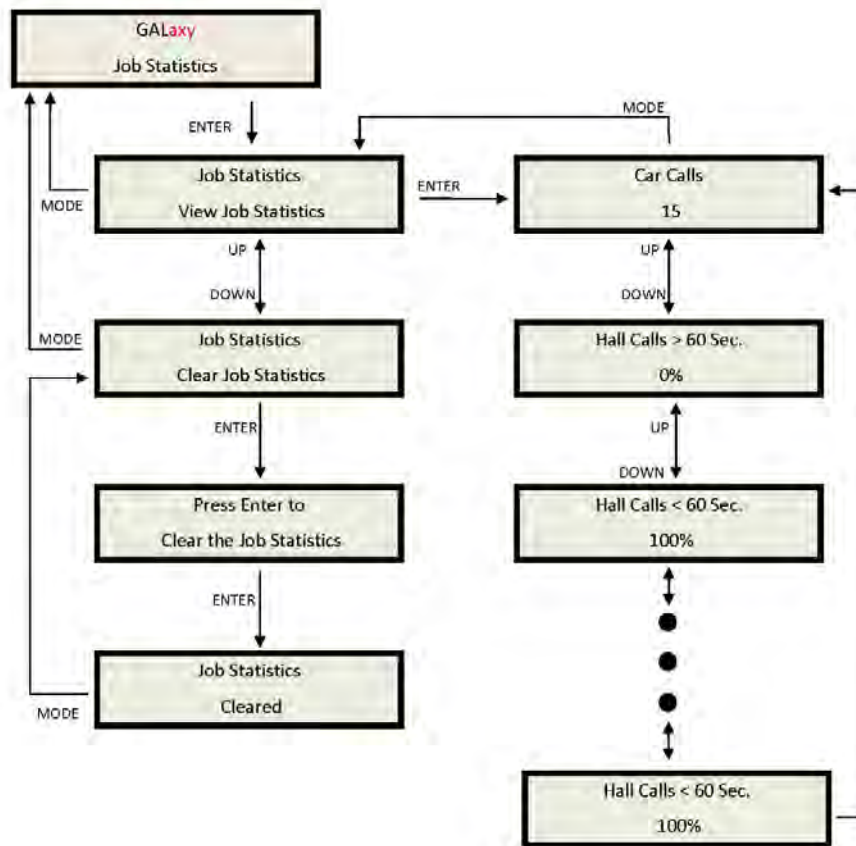 GALaxy
Job Statistics
ENTER
MODE
Job Statistics
View Job Statistics
MODE
ENTER
Car Calls
15
UP
DOWN
UP
DOWN
MODE
Job Statistics
Clear Job Statistics
Hall Calls > 60 Sec.
0%
ENTER
UP
DOWN
Press Enter to
Clear the Job Statistics
Hall Calls < 60 Sec.
100%
ENTER
Job Statistics
Cleared
MODE
Hall Calls < 60 Sec.
100%